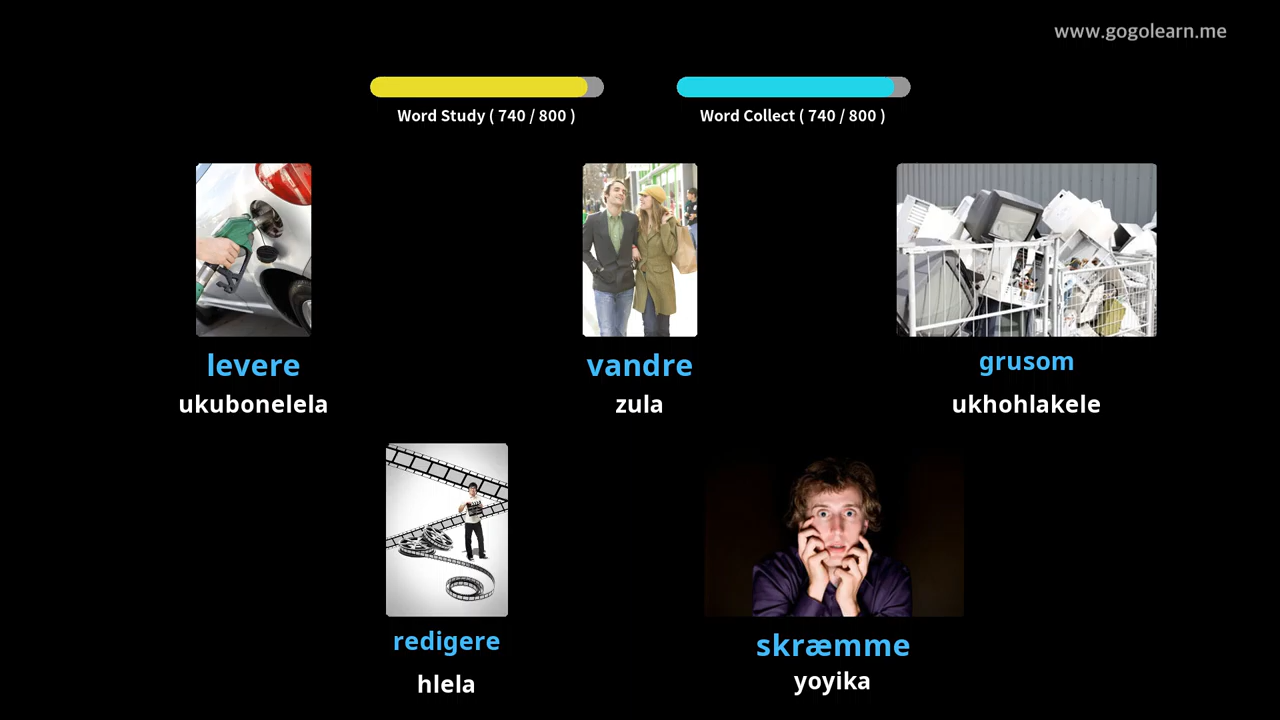 www.gogolearn.me
Word Study ( 740 / 800 )
Word Collect ( 740 / 800 )
levere
ukubonelela
vandre
zula
grusom
ukhohlakele
redigere
hlela
skræmme
yoyika